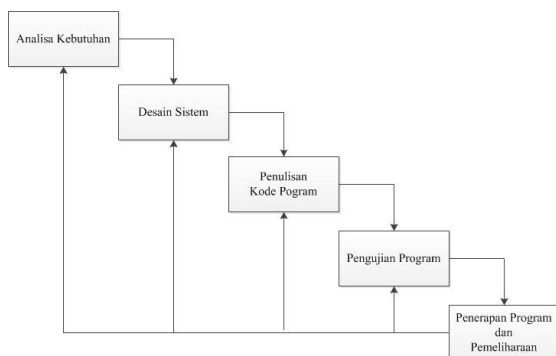 Analisa Kebutuhan
Desain Sistem
Penulisan
Kode Pogram
Pengujian Program
Penerapan Program
dan
Pemeliharaan